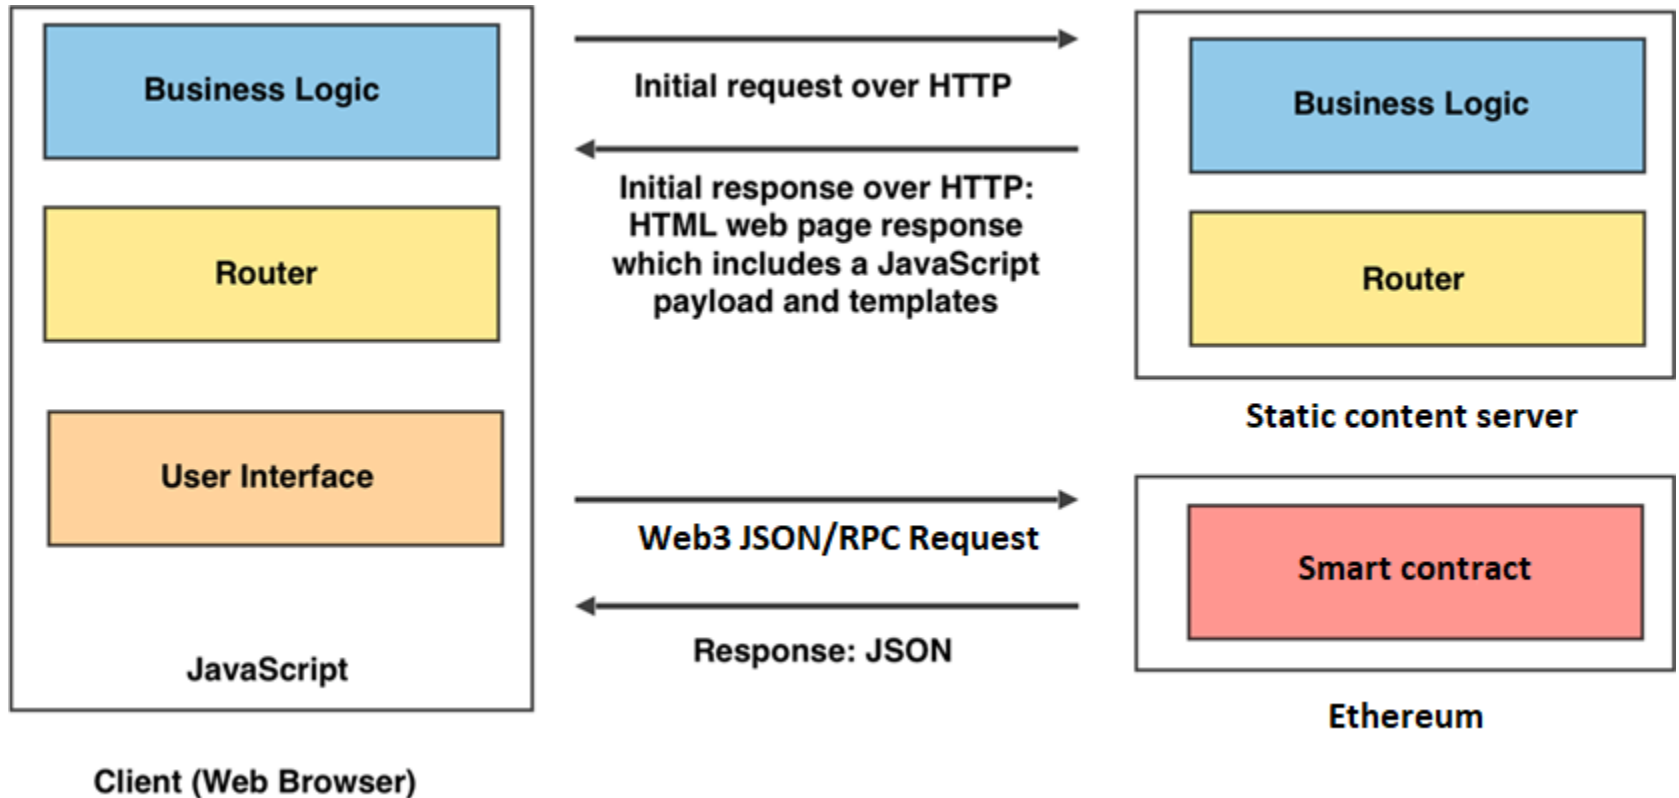 Business Logic
Router
User Interface
JavaScript
Client (Web Browser)
Initial request over HTTP
Initial response over HTTP:
HTML web page response
which includes a JavaScript
payload and templates
Web3 JSON/RPC Request
Response: JSON
Business Logic
Router
Static content server
Smart contract
Ethereum